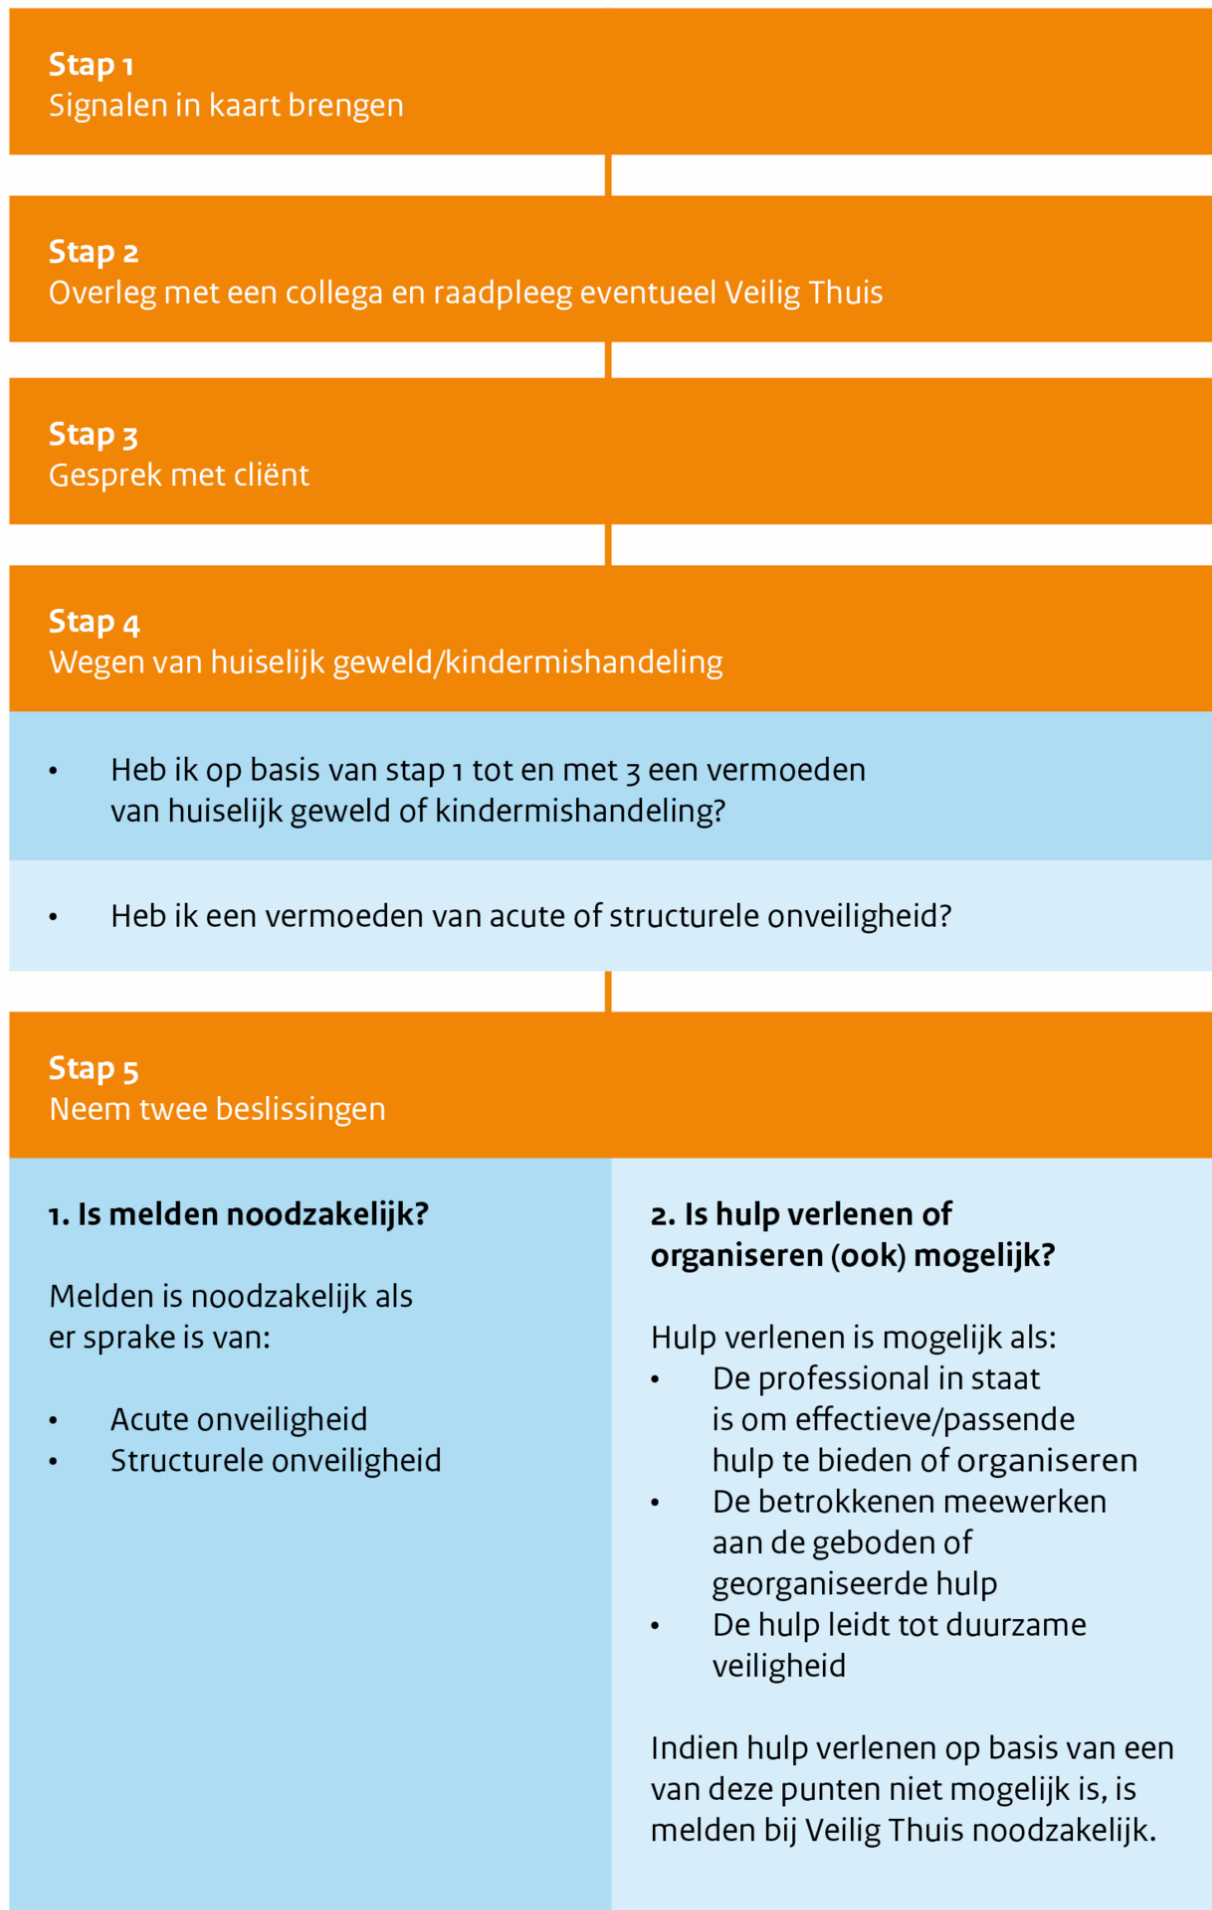 Stap 1
Signalen in kaart brengen
Stap 2
Overleg met een collega en raadpleeg eventueel Veilig Thuis
Stap 3
Gesprek met cliënt
Stap 4
Wegen van huiselijk geweld/kindermishandeling
• Heb ik op basis van stap 1 tot en met 3 een vermoeden
van huiselijk geweld of kindermishandeling?
• Heb ik een vermoeden van acute of structurele onveiligheid?
Stap 5
Neem twee beslissingen
1. Is melden noodzakelijk?
Melden is noodzakelijk als
er sprake is van:
• Acute onveiligheid
• Structurele onveiligheid
2. Is hulp verlenen of
organiseren (ook) mogelijk?
Hulp verlenen is mogelijk als:
• De professional in staat
is om effectieve/passende
hulp te bieden of organiseren
• De betrokkenen meewerken
aan de geboden of
georganiseerde hulp
• De hulp leidt tot duurzame
veiligheid
Indien hulp verlenen op basis van een
van deze punten niet mogelijk is, is
melden bij Veilig Thuis noodzakelijk.